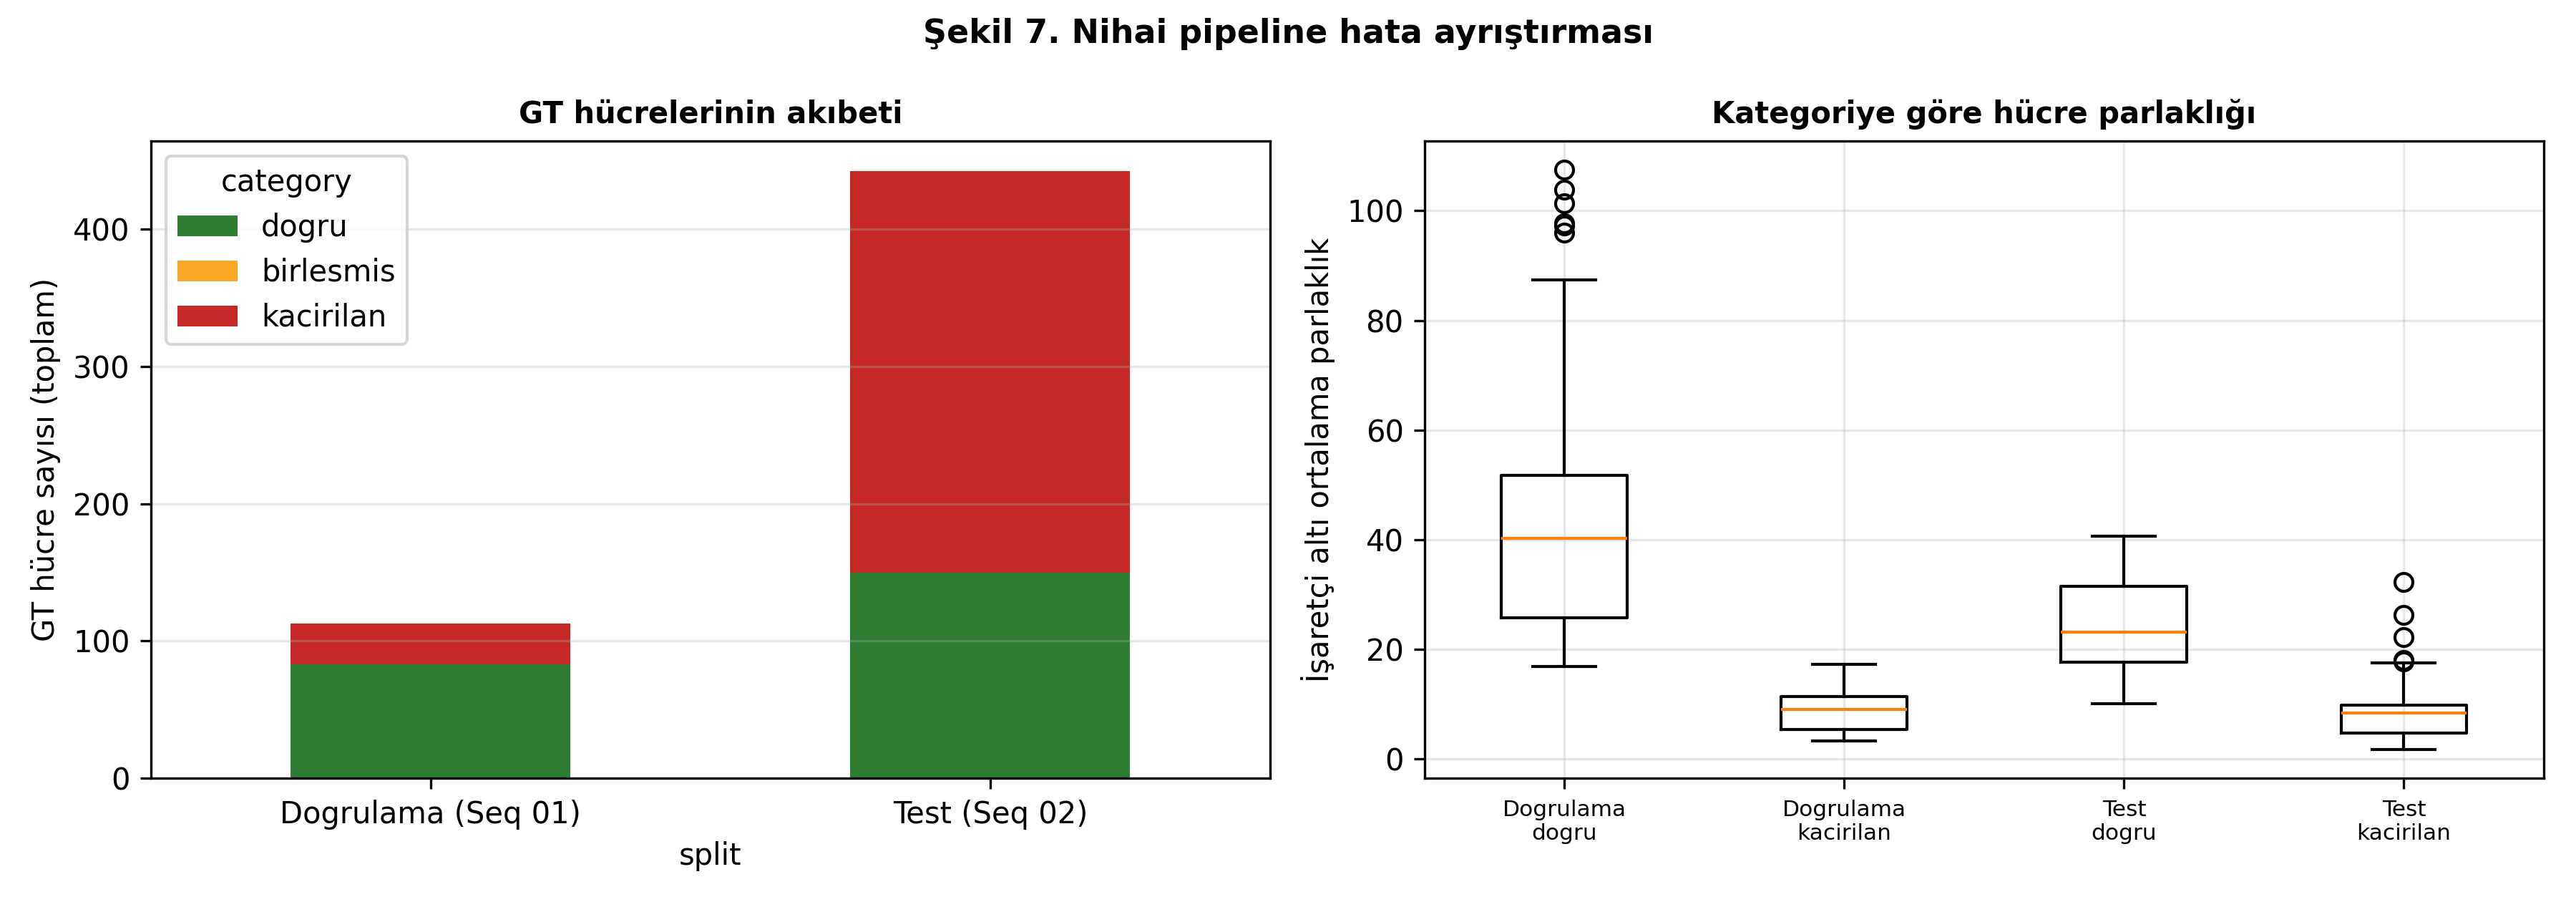 Şekil 7. Nihai pipeline hata ayrıştırması
GT hücrelerinin akıbeti
GT hücre sayısı (toplam)
400
300
200
100
0
category
dogru
birlesmis
kacirilan
Dogrulama (Seq 01)
Test (Seq 02)
split
Kategoriye göre hücre parlaklığı
İşaretçi altı ortalama parlaklık
100
80
60
40
20
0
Dogrulama
dogru
Dogrulama
kacirilan
Test
dogru
Test
kacirilan